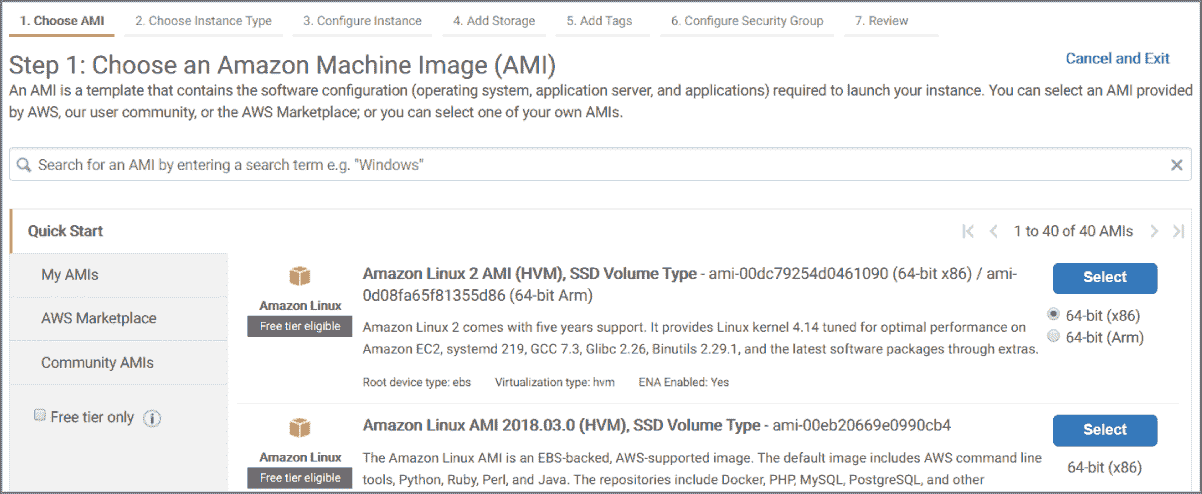 1. Choose AMI 2. Choose Instance Type 3. Configure Instance 4. Add Storage 5. Add Tags 6. Configure Security Group 7. Review
Step 1: Choose an Amazon Machine Image (AMI)
Cancel and Exit
An AMI is a template that contains the software configuration (operating system, application server, and applications) required to launch your instance. You can select an AMI provided
by AWS, our user community, or the AWS Marketplace; or you can select one of your own AMIs.
Search for an AMI by entering a search term e.g. "Windows"
Quick Start
1 to 40 of 40 AMIs
My AMIs
AWS Marketplace
Community AMIs
Free tier only
Amazon Linux
Free tier eligible
Amazon Linux 2 AMI (HVM), SSD Volume Type - ami-00dc79254d0461090 (64-bit x86) / ami-
0d08fa65f81355d86 (64-bit Arm)
Amazon Linux 2 comes with five years support. It provides Linux kernel 4.14 tuned for optimal performance on
Amazon EC2, systemd 219, GCC 7.3, Glibc 2.26, Binutils 2.29.1, and the latest software packages through extras.
Root device type: ebs Virtualization type: hvm ENA Enabled: Yes
Select
64-bit (x86)
64-bit (Arm)
Amazon Linux
Free tier eligible
Amazon Linux AMI 2018.03.0 (HVM), SSD Volume Type - ami-00eb20669e0990cb4
The Amazon Linux AMI is an EBS-backed, AWS-supported image. The default image includes AWS command line
tools, Python, Ruby, Perl, and Java. The repositories include Docker, PHP, MySQL, PostgreSQL, and other
Select
64-bit (x86)